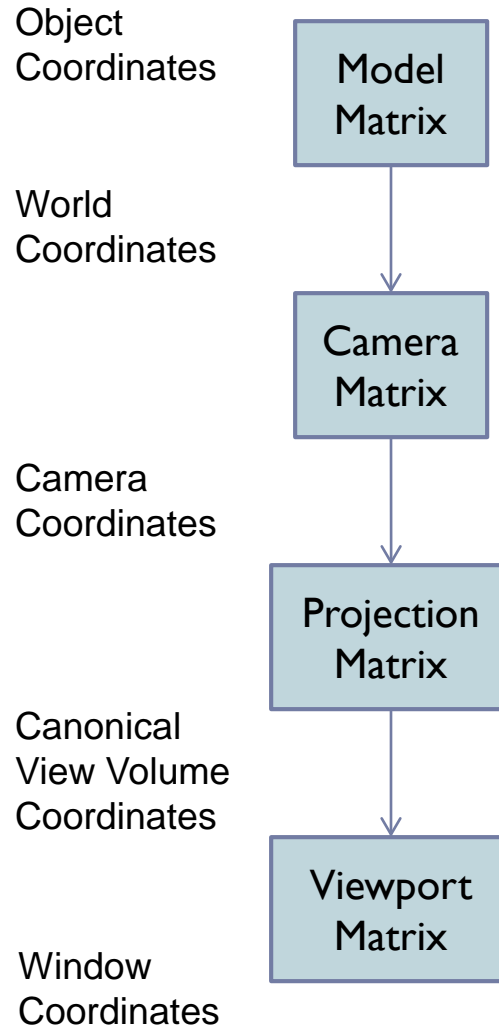 Object
Coordinates
Model
Matrix
World
Coordinates
Camera
Matrix
Camera
Coordinates
Projection
Matrix
Canonical
View Volume
Coordinates
Viewport
Matrix
Window
Coordinates